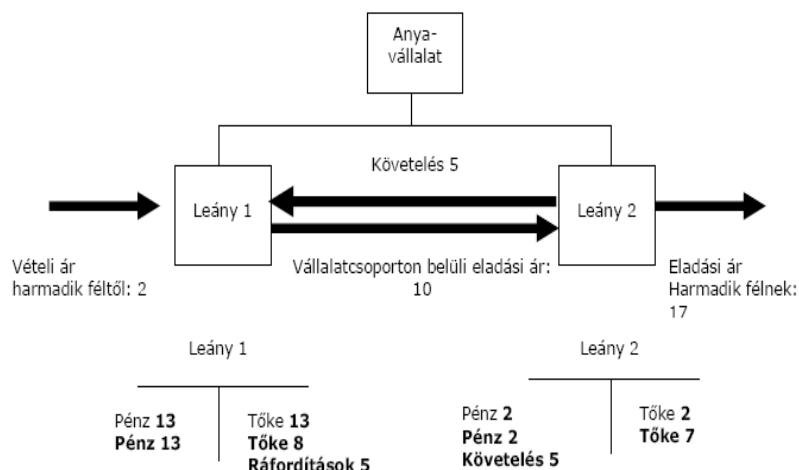 Anya-
vállalat
Követelés 5
Leány 1
Leány 2
Vételi ár
harmadik féltől: 2
Vállalatcsoporton belüli eladási ár:
10
Eladási ár
Harmadik félnek:
17
Leány 1
Pénz 13
Pénz 13
Tőke 13
Tőke 8
Ráfordítások 5
Leány 2
Pénz 2
Pénz 2
Követelés 5
Tőke 2
Tőke 7